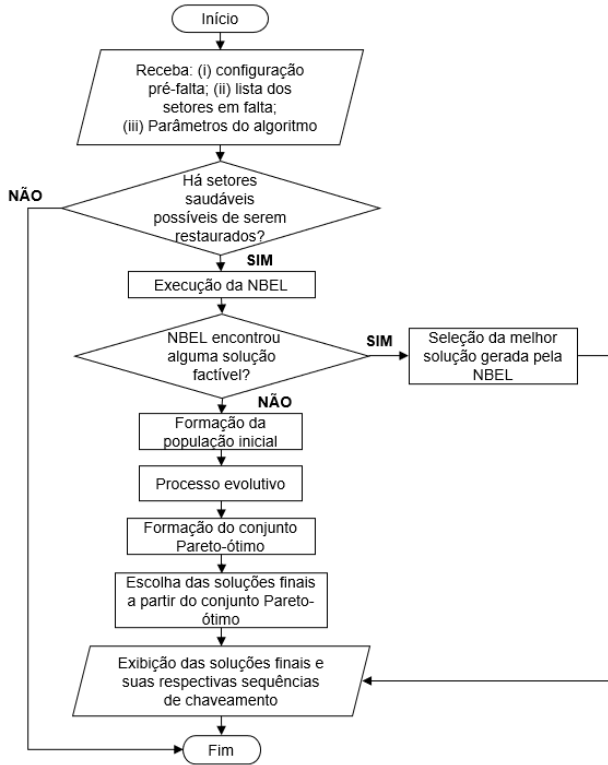 Início
Receba: (i) configuração
pré-falta; (ii) lista dos
setores em falta;
(iii) Parâmetros do algoritmo
NÃO
Há setores
saudáveis
possíveis de serem
restaurados?
SIM
Execução da NBEL
NBEL encontrou
alguma solução
factível?
SIM
Seleção da melhor
solução gerada pela
NBEL
NÃO
Formação da
população inicial
Processo evolutivo
Formação do conjunto
Pareto-ótimo
Escolha das soluções finais
a partir do conjunto Pareto-
ótimo
Exibição das soluções finais e
suas respectivas sequências
de chaveamento
Fim